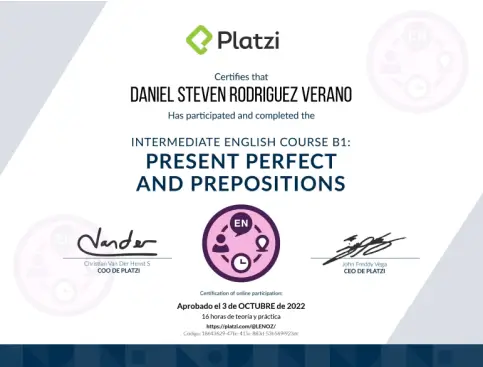 Platzi
Certifies that
DANIEL STEVEN RODRIGUEZ VERANO
Has participated and completed the
INTERMEDIATE ENGLISH COURSE B1:
PRESENT PERFECT
AND PREPOSITIONS
EN
EN
Christian Van Der Henst S
COO DE PLATZI
John Freddy Vega
CEO DE PLATZI
Certification of online participation:
Aprobado el 3 de OCTUBRE de 2022
16 horas de teoría y práctica
https://platzi.com/@LENOZ/
Código: